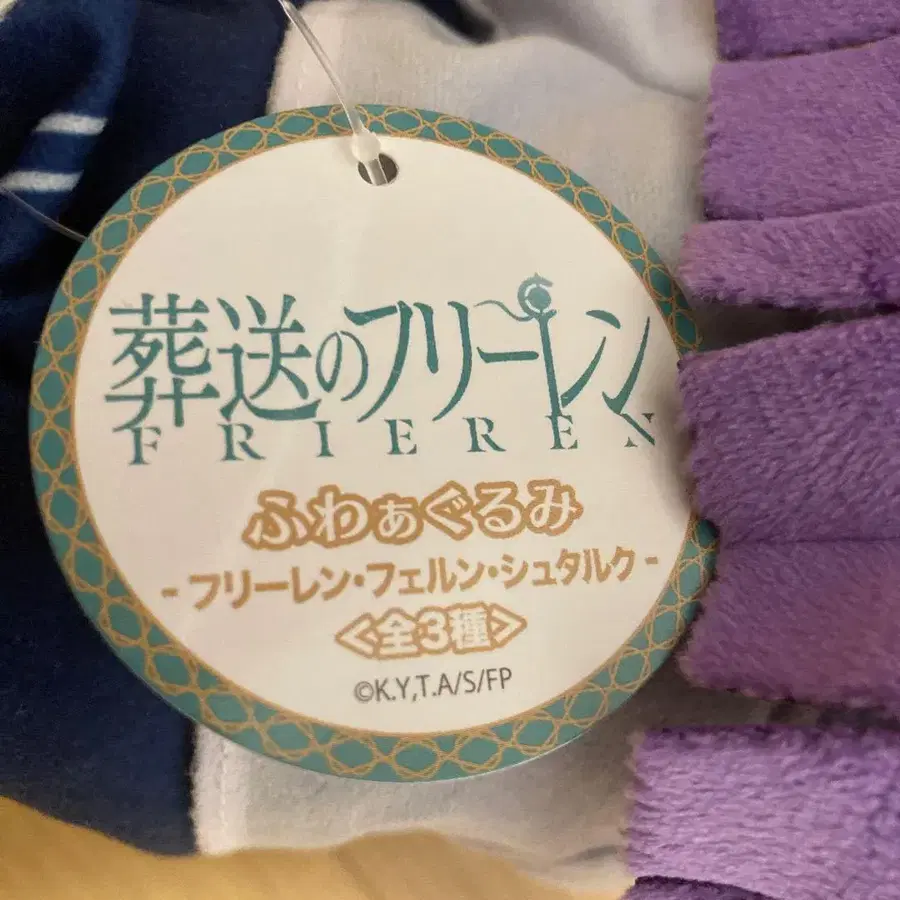 葬送のフリーレン
FRIEREN
ふわぁぐるみ
- フリーレン・フェルン・シュタルク -
<全3種>
©K.Y,T.A/S/FP